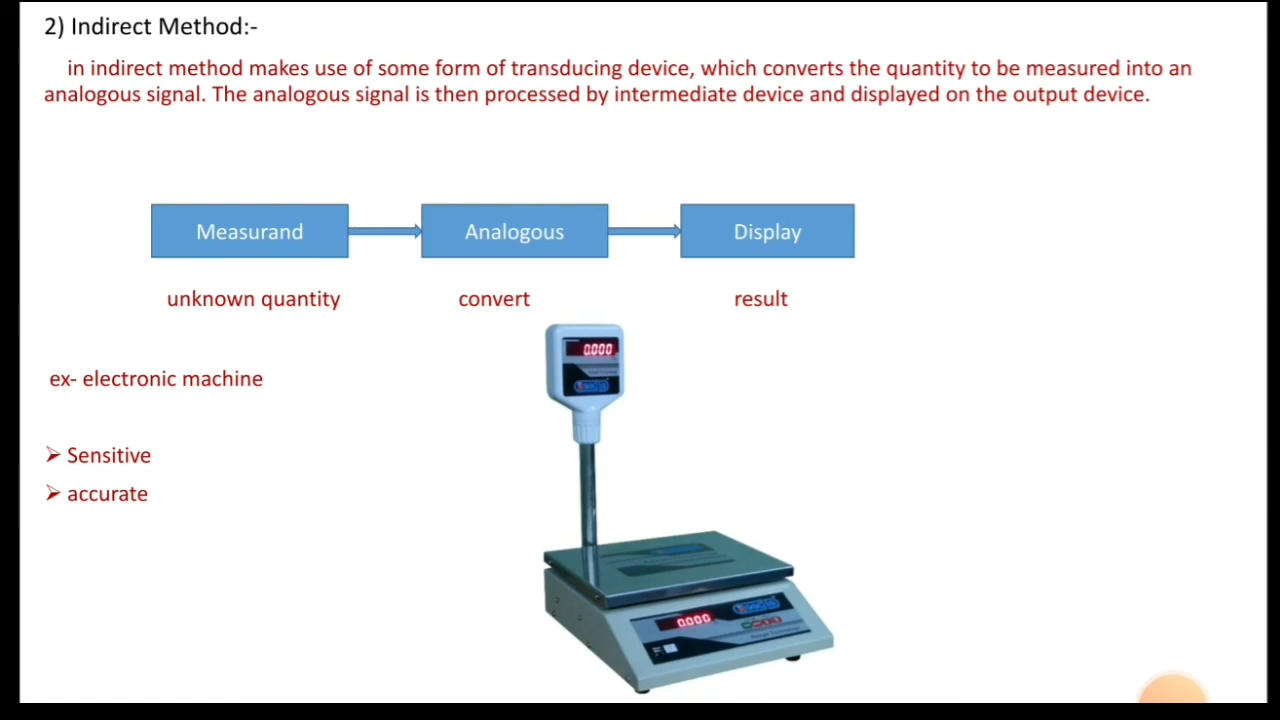 2) Indirect Method:-
in indirect method makes use of some form of transducing device, which converts the quantity to be measured into an
analogous signal. The analogous signal is then processed by intermediate device and displayed on the output device.
Measurand
Analogous
Display
unknown quantity
convert
result
0.000
ex- electronic machine
Sensitive
accurate
0.000